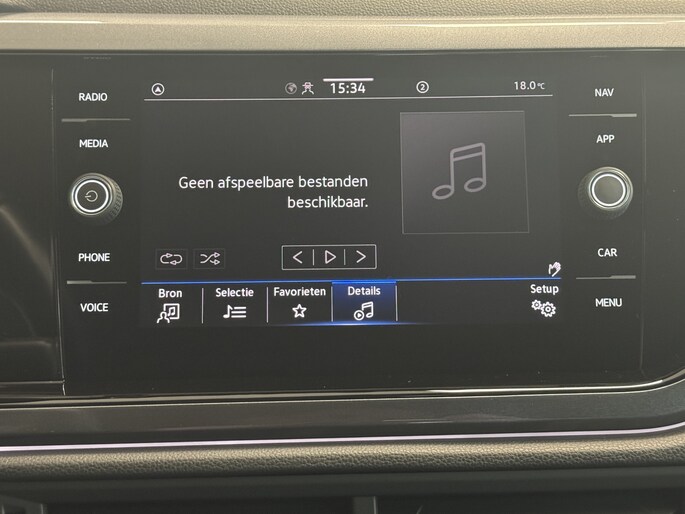 RADIO
MEDIA
PHONE
VOICE
15:34
2
18.0°C
Geen afspeelbare bestanden
beschikbaar.
Bron
Selectie
Favorieten
Details
Setup
NAV
APP
CAR
MENU